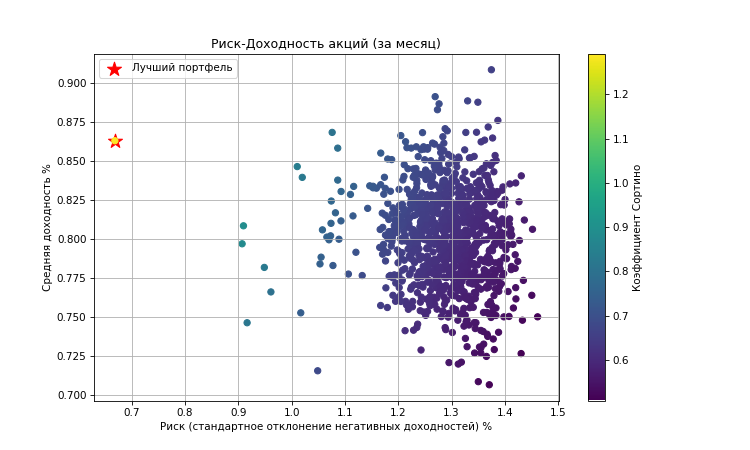 Риск-Доходность акций (за месяц)
Лучший портфель
0.900
0.875
0.850
0.825
0.800
0.775
0.750
0.725
0.700
Средняя доходность %
0.7 0.8 0.9 1.0 1.1 1.2 1.3 1.4 1.5
Риск (стандартное отклонение негативных доходностей) %
1.2
1.1
1.0
0.9
0.8
0.7
0.6
Коэффициент Сортино